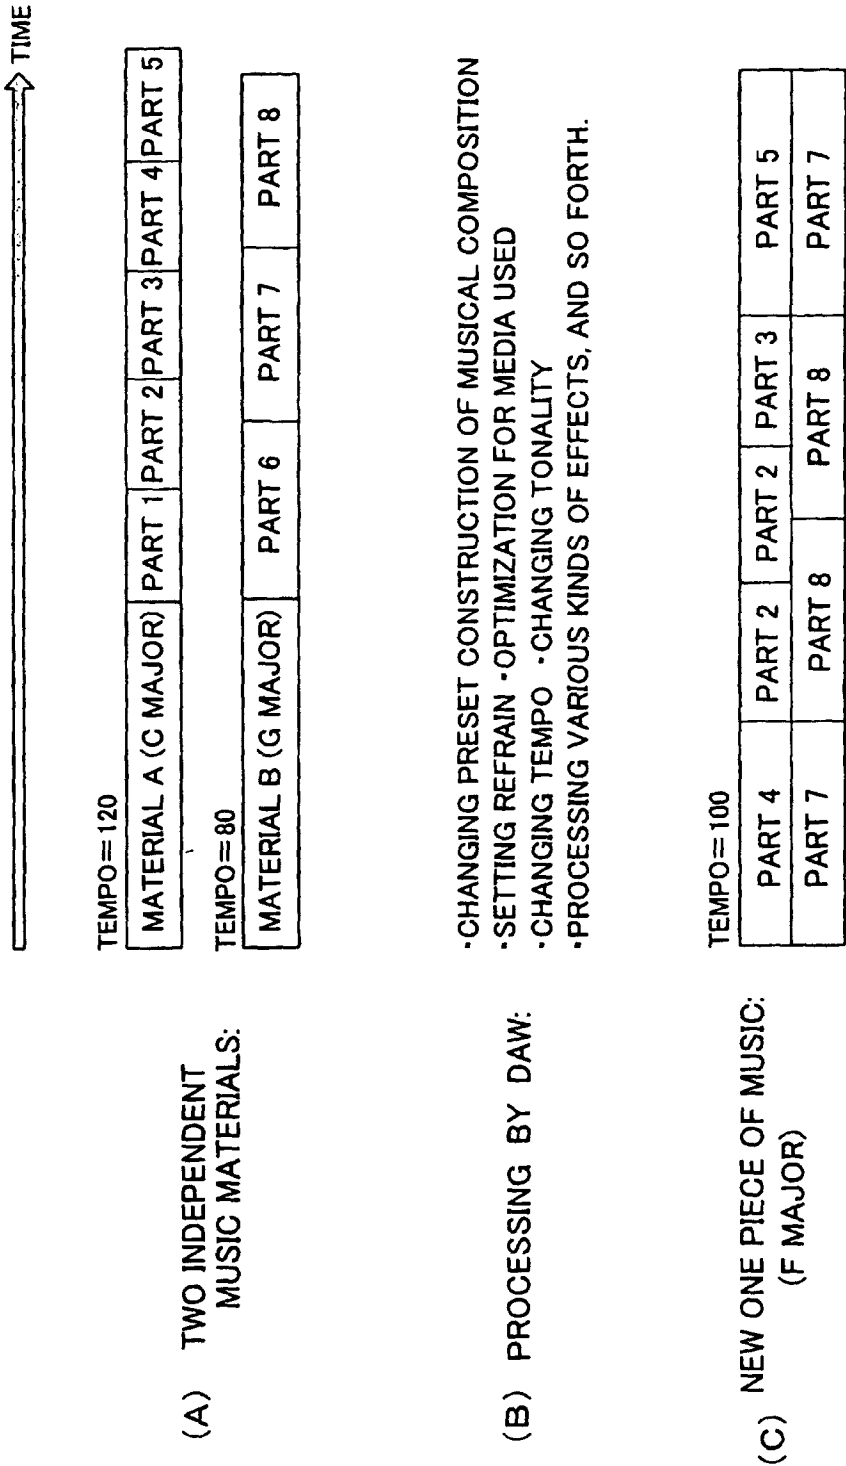 TIME
(A) TWO INDEPENDENT
MUSIC MATERIALS:
TEMPO=120
MATERIAL A (C MAJOR) PART 1 PART 2 PART 3 PART 4 PART 5
TEMPO=80
MATERIAL B (G MAJOR) PART 6 PART 7 PART 8
(B) PROCESSING BY DAW:
·CHANGING PRESET CONSTRUCTION OF MUSICAL COMPOSITION
·SETTING REFRAIN ·OPTIMIZATION FOR MEDIA USED
·CHANGING TEMPO ·CHANGING TONALITY
·PROCESSING VARIOUS KINDS OF EFFECTS, AND SO FORTH.
(C) NEW ONE PIECE OF MUSIC:
(F MAJOR)
TEMPO=100
PART 4 PART 2 PART 2 PART 3 PART 5
PART 7 PART 8 PART 8 PART 7